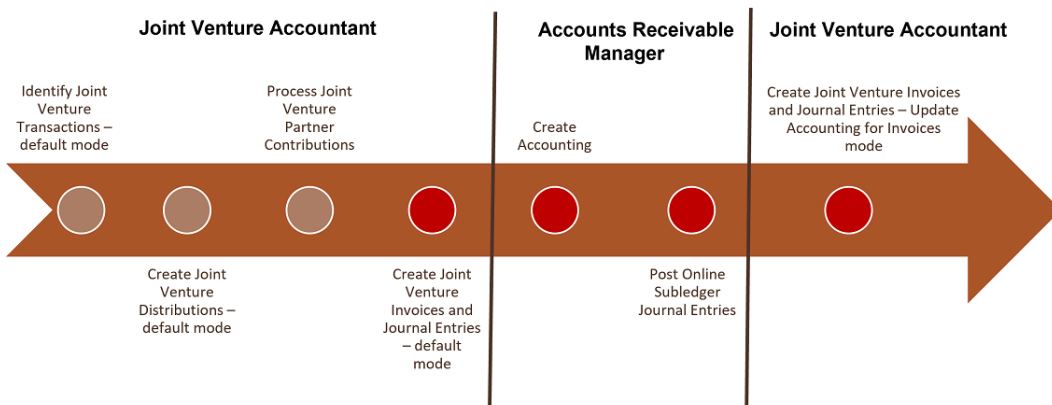 Joint Venture Accountant
Accounts Receivable
Manager
Joint Venture Accountant
Identify Joint
Venture
Transactions –
default mode
Process Joint
Venture
Partner
Contributions
Create
Accounting
Create Joint Venture Invoices
and Journal Entries – Update
Accounting for Invoices
mode
Create Joint
Venture
Distributions –
default mode
Create Joint
Venture
Invoices and
Journal Entries
– default
mode
Post Online
Subledger
Journal Entries